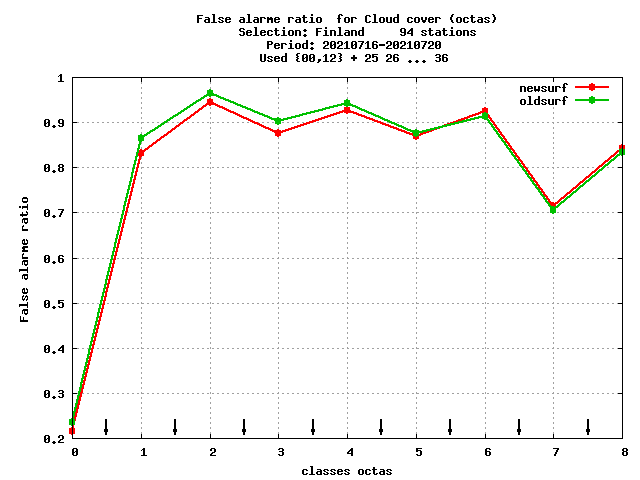 False alarme ratio  for Cloud cover (octas)
Selection: Finland     94 stations
Period: 20210716-20210720
Used {00,12} + 25 26 ... 36
newsurf
oldsurf
1
0.9
0.8
0.7
0.6
0.5
0.4
0.3
0.2
False alarme ratio
0 1 2 3 4 5 6 7 8
classes octas